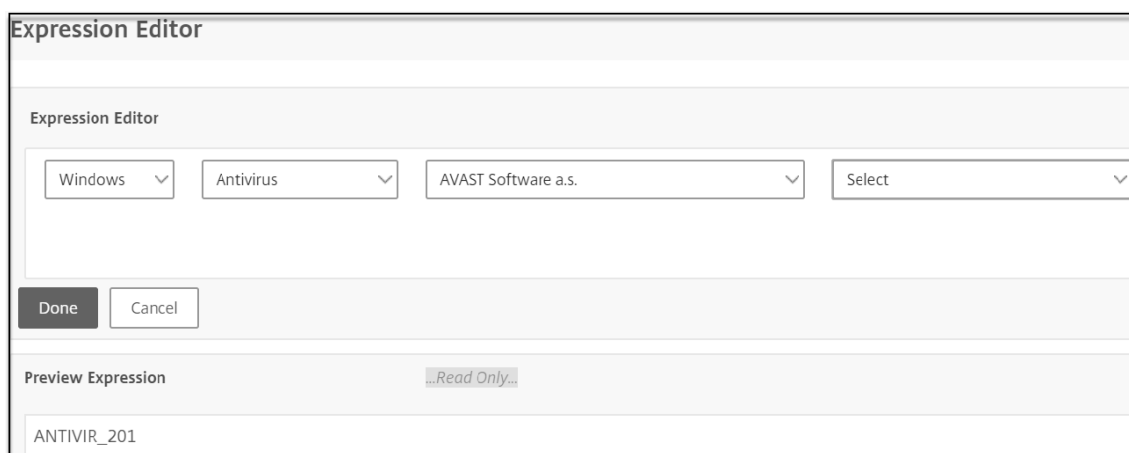 Expression Editor
Expression Editor
Windows Antivirus AVAST Software a.s. Select
Done Cancel
Preview Expression ...Read Only...
ANTIVIR_201